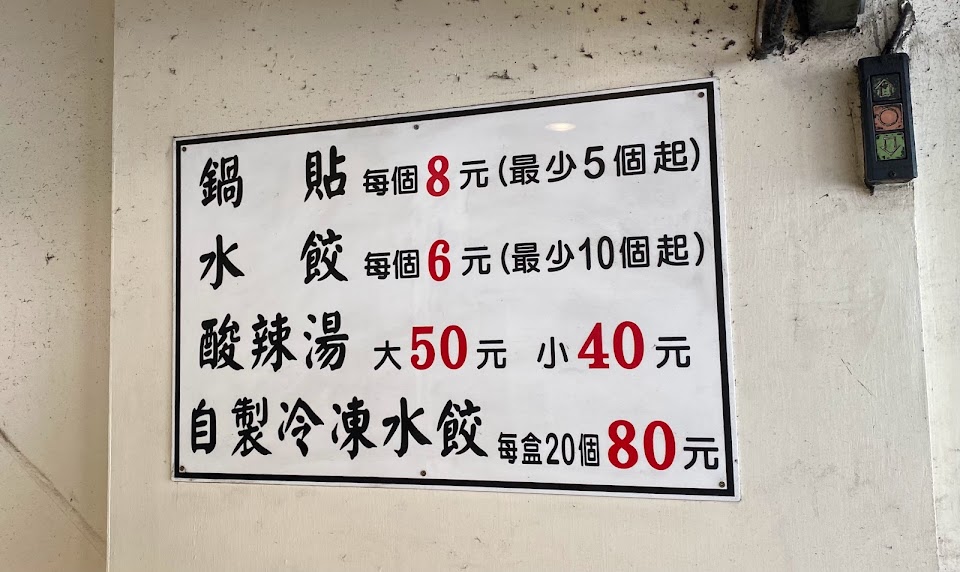 鍋貼 每個8元(最少5個起)
水餃 每個6元(最少10個起)
酸辣湯 大50元 小40元
自製冷凍水餃 每盒20個80元